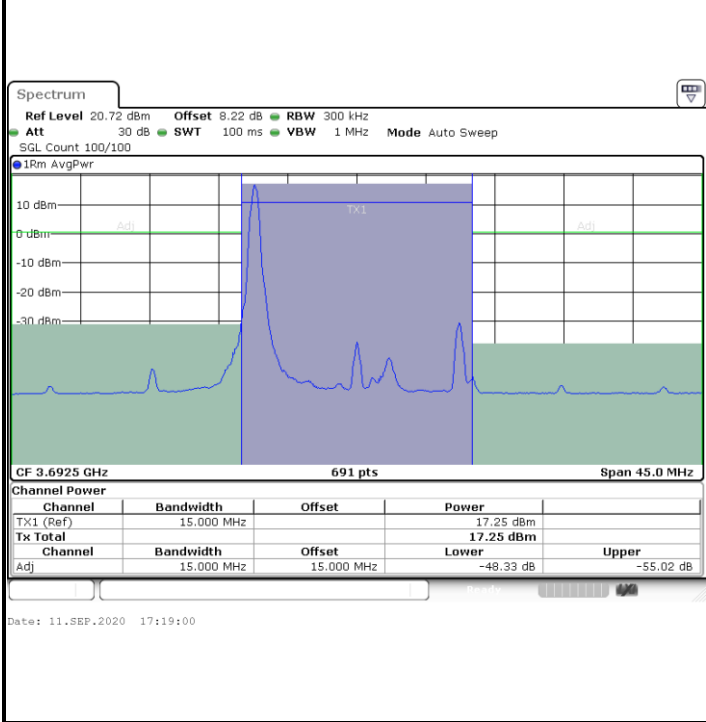 Spectrum
Ref Level 20.72 dBm Offset 8.22 dB RBW 300 kHz
Att 30 dB SWT 100 ms VBW 1 MHz Mode Auto Sweep
SGL Count 100/100
1Rm AvgPwr
10 dBm
TX1
Adj
Adj
0 dBm
-10 dBm
-20 dBm
-30 dBm
CF 3.6925 GHz 691 pts Span 45.0 MHz
Channel Power
Channel Bandwidth Offset Power
TX1 (Ref) 15.000 MHz 17.25 dBm
Tx Total 17.25 dBm
Channel Bandwidth Offset Lower Upper
Adj 15.000 MHz 15.000 MHz -48.33 dB -55.02 dB
Ready
Date: 11.SEP.2020 17:19:00